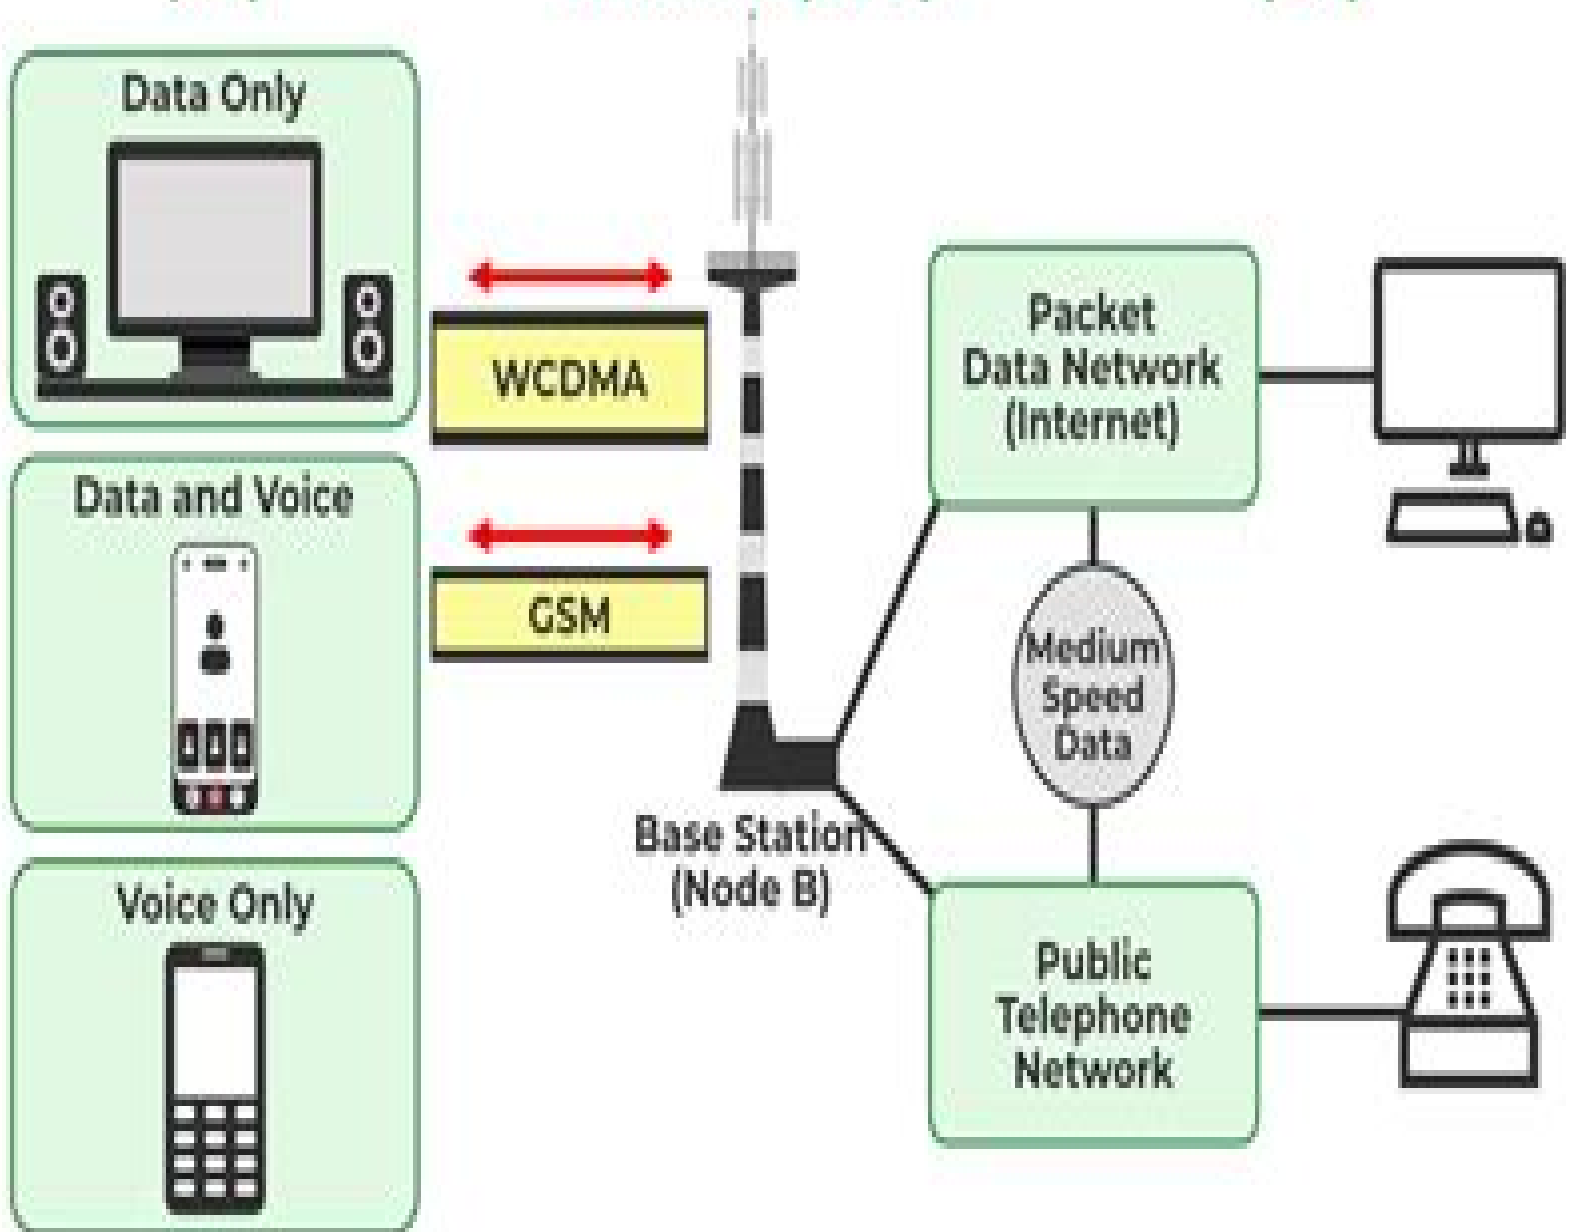 Data Only
WCDMA
Packet
Data Network
(Internet)
Data and Voice
GSM
Medium
Speed
Data
Base Station
(Node B)
Voice Only
Public
Telephone
Network